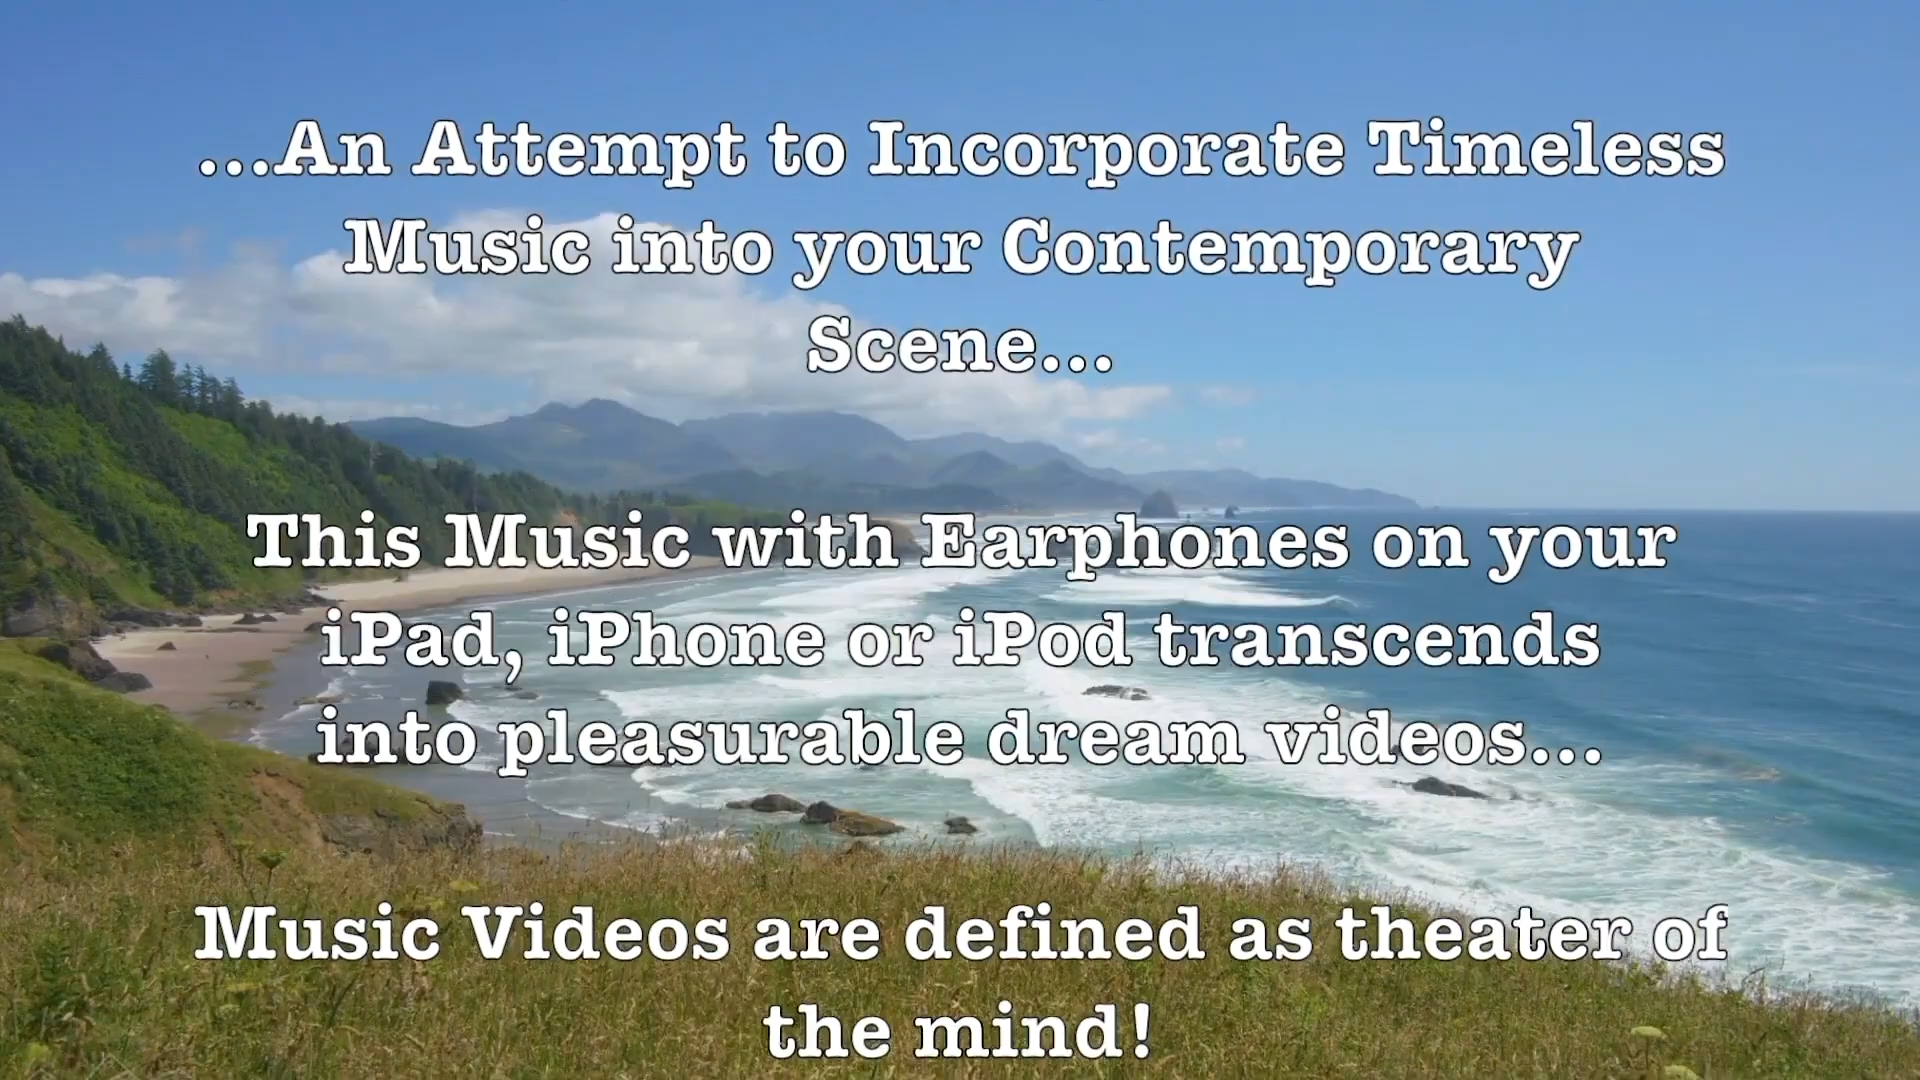 ...An Attempt to Incorporate Timeless
Music into your Contemporary
Scene...
This Music with Earphones on your
iPad, iPhone or iPod transcends
into pleasurable dream videos...
Music Videos are defined as theater of
the mind!